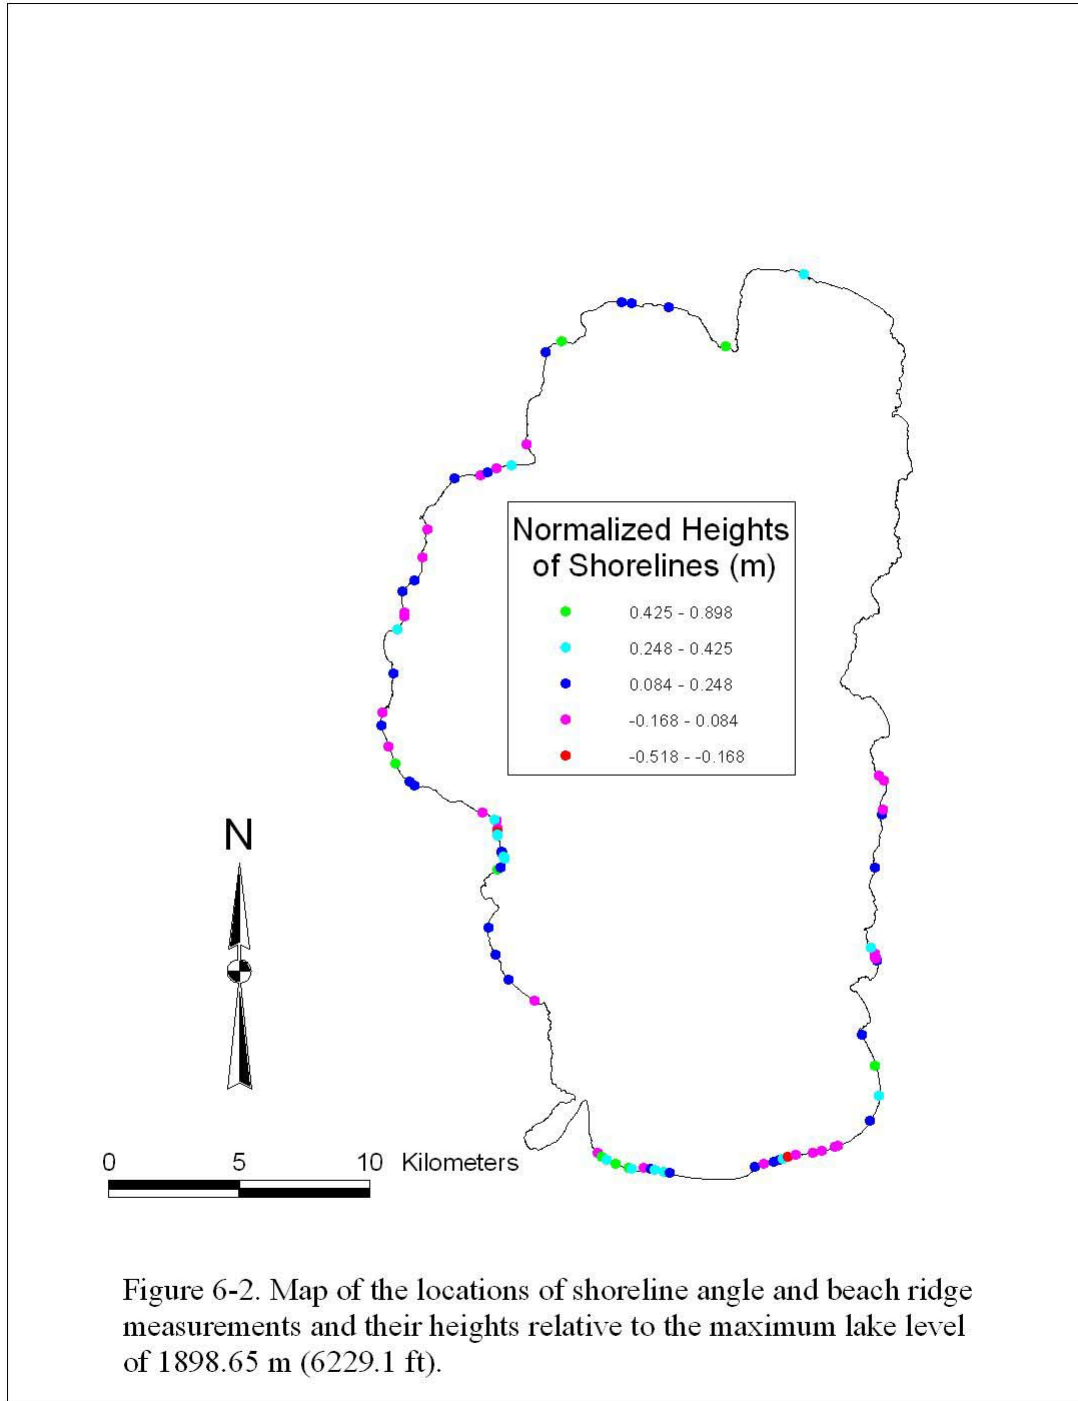 Normalized Heights
of Shorelines (m)
0.425 - 0.898
0.248 - 0.425
0.084 - 0.248
-0.168 - 0.084
-0.518 - -0.168
N
0 5 10 Kilometers
Figure 6-2. Map of the locations of shoreline angle and beach ridge
measurements and their heights relative to the maximum lake level
of 1898.65 m (6229.1 ft).